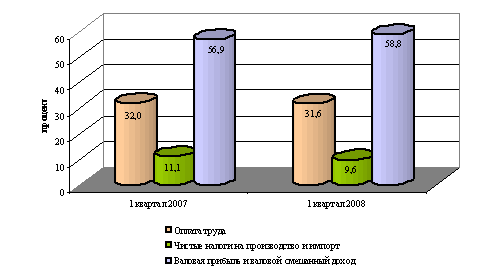 60
50
40
30
20
10
0
процент
32,0
11,1
56,9
31,6
9,6
58,8
1 квартал 2007
1 квартал 2008
Оплата труда
Чистые налоги на производство и импорт
Валовая прибыль и валовой смешанный доход